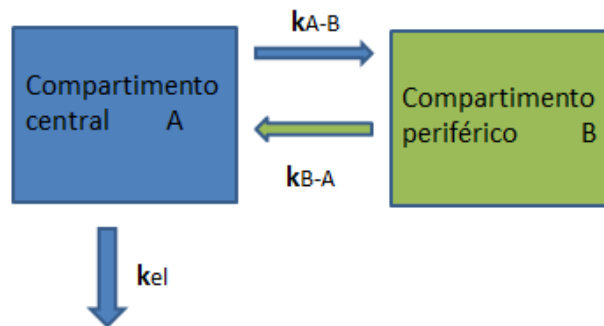 kA-B
Compartimento
central A
Compartimento
periférico B
kB-A
kel